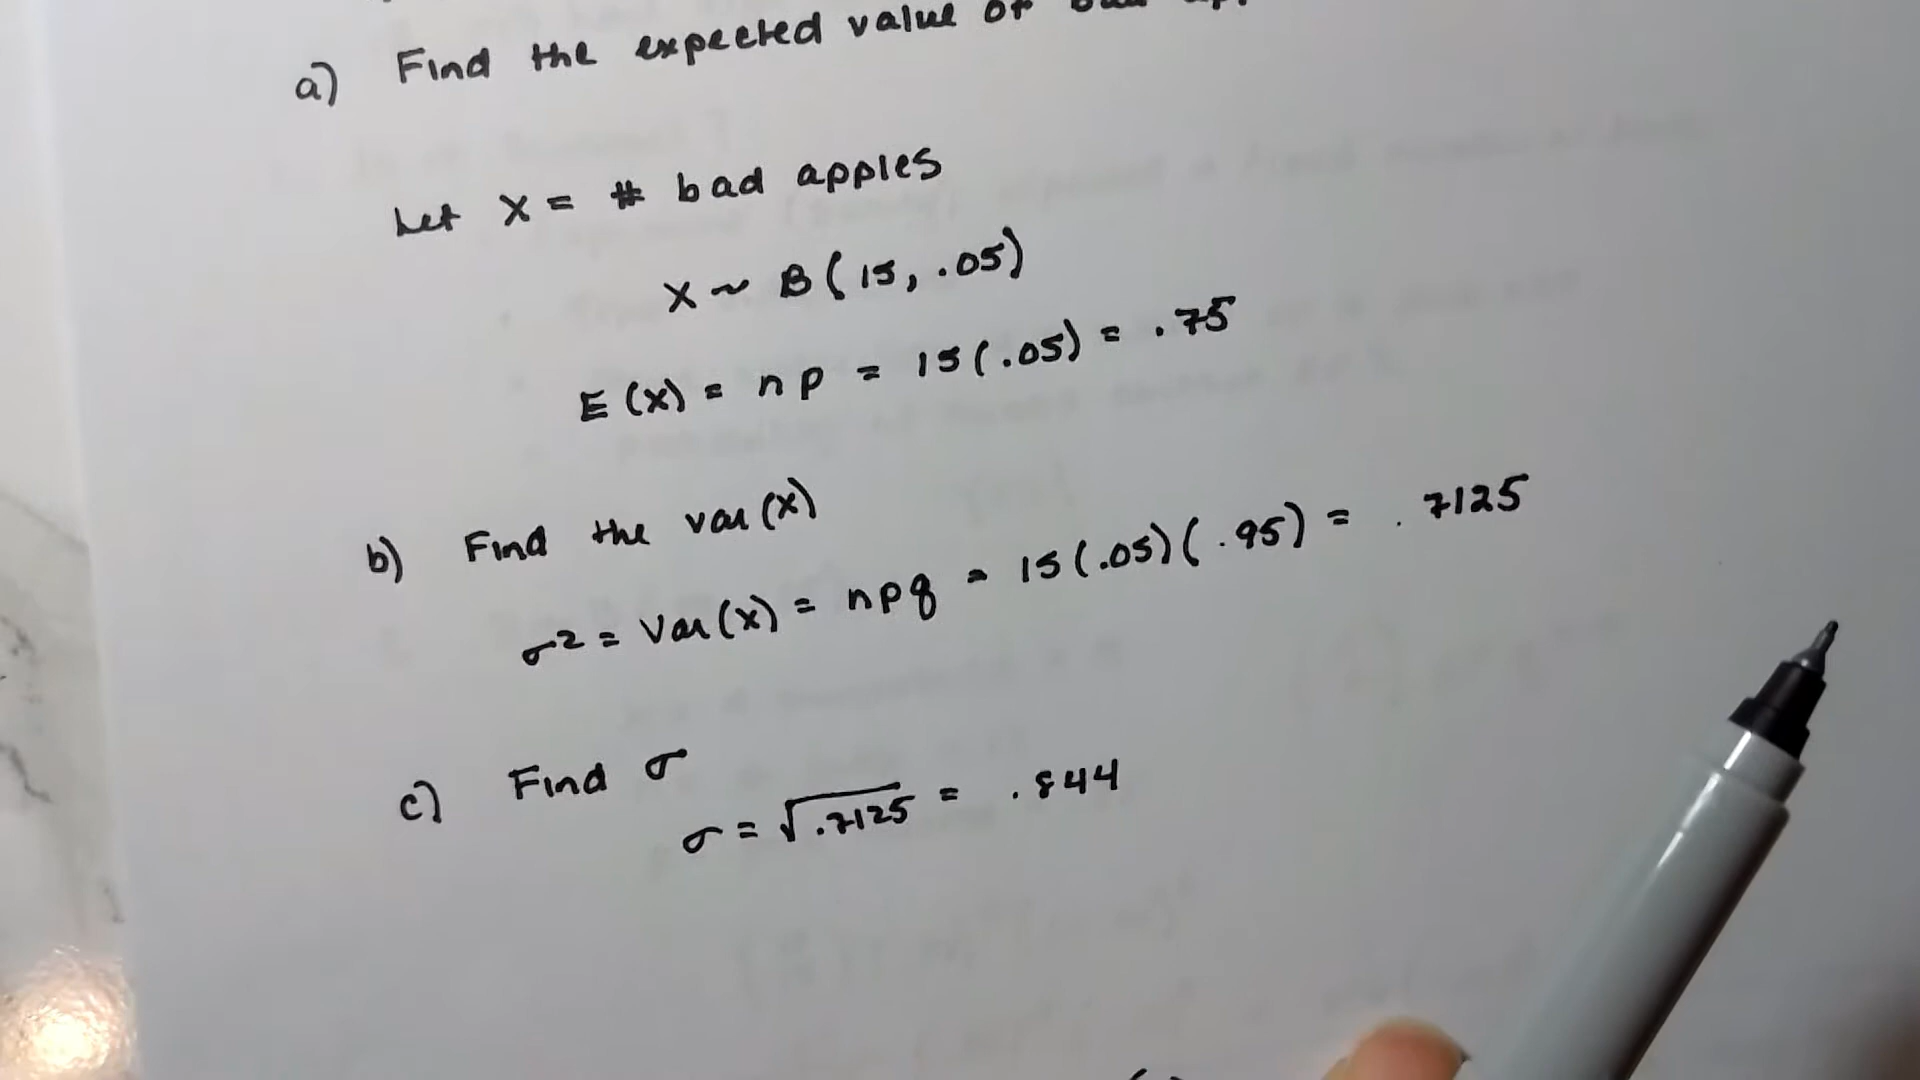 a) Find the expected value of bad
Let X = # bad apples
X ~ B(15, .05)
E(X) = np = 15(.05) = .75
b) Find the var(X)
σ² = Var(X) = npq = 15(.05)(.95) = .7125
c) Find σ
σ = √.7125 = .844